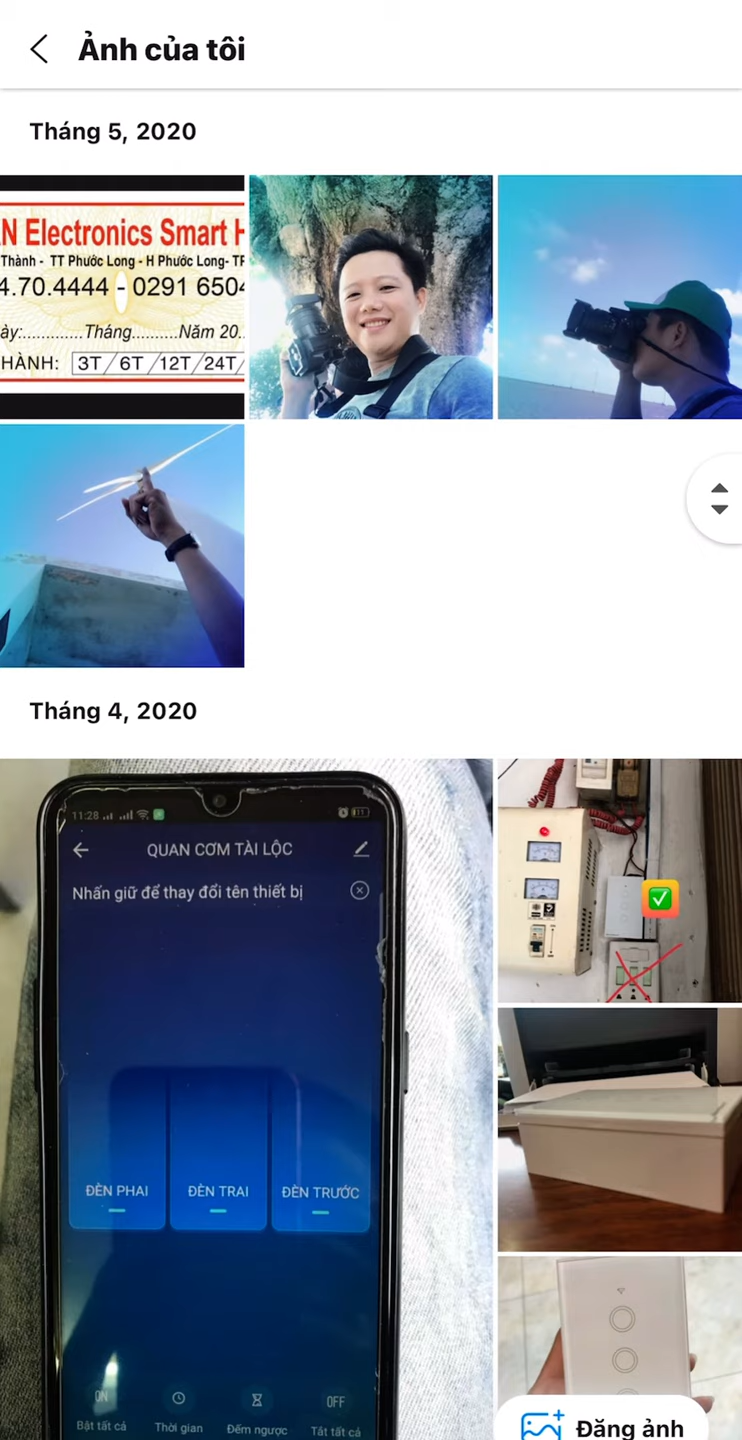 Ảnh của tôi
Tháng 5, 2020
N Electronics Smart H
Thành - TT Phước Long - H Phước Long- TP
4.70.4444 - 0291 6504
ày:.............Tháng..........Năm 20.
HÀNH: 3T/6T/12T/24T/
Tháng 4, 2020
11:28
QUAN CƠM TÀI LỘC
Nhấn giữ để thay đổi tên thiết bị
ĐÈN PHAI ĐÈN TRAI ĐÈN TRƯỚC
ON OFF
Bật tất cả Thời gian Đếm ngược Tắt tất cả
Đăng ảnh